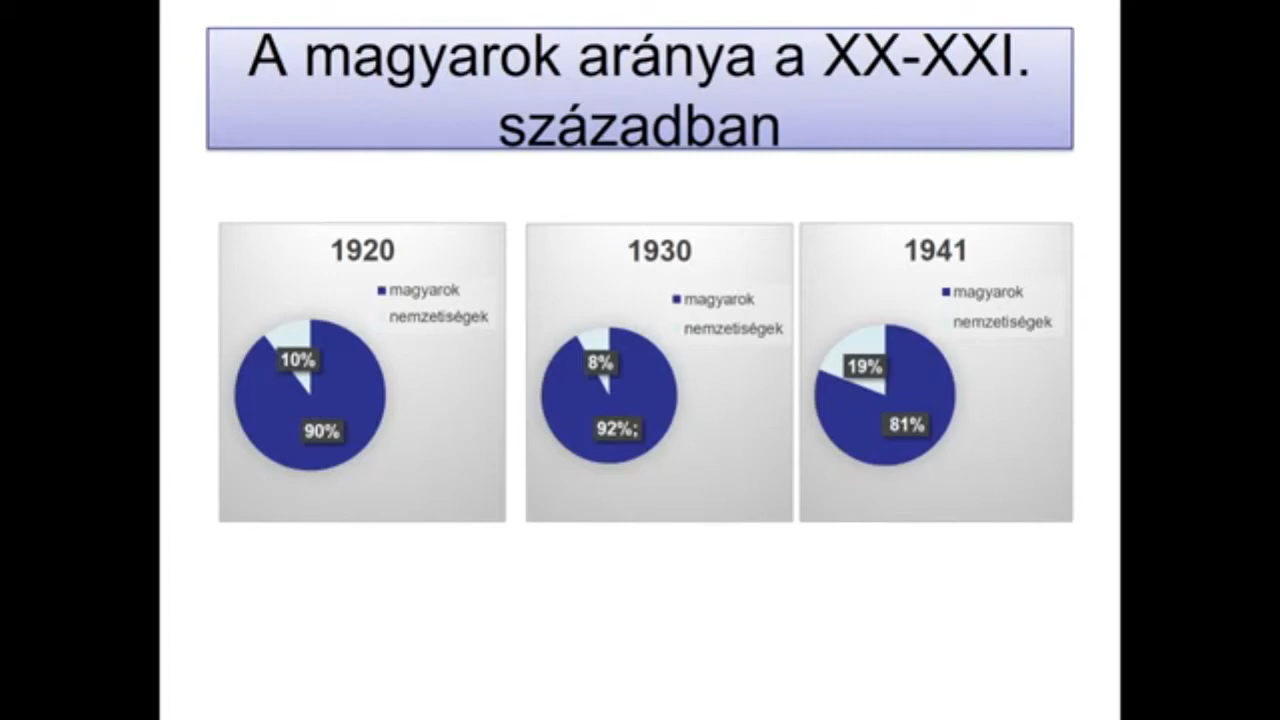 A magyarok aránya a XX-XXI.
században
1920
magyarok
nemzetiségek
10%
90%
1930
magyarok
nemzetiségek
8%
92%;
1941
magyarok
nemzetiségek
19%
81%